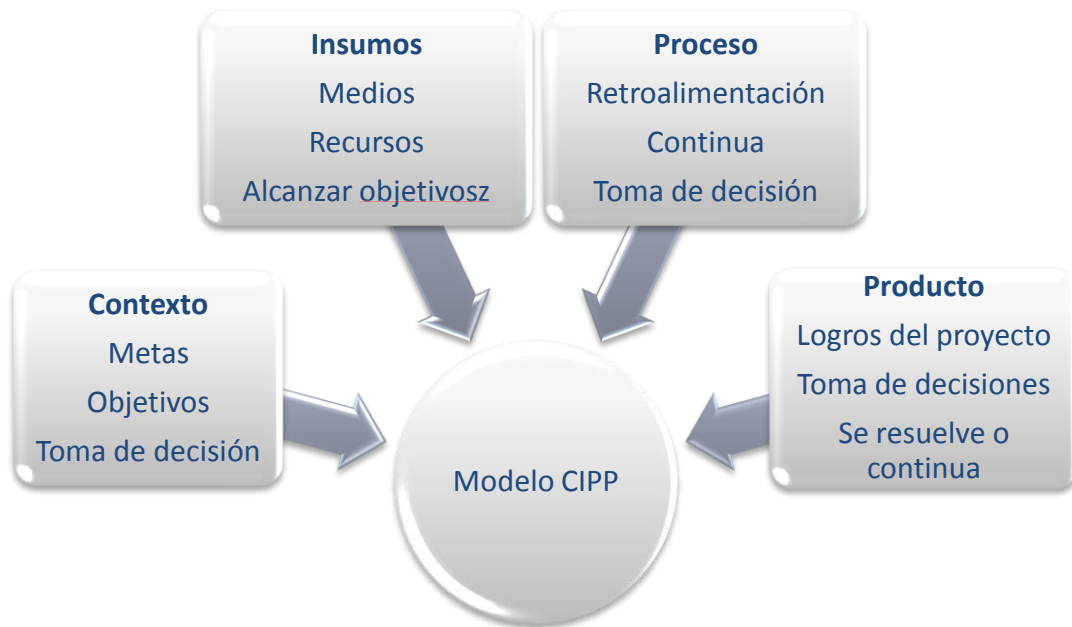 Insumos
Medios
Recursos
Alcanzar objetivosz
Proceso
Retroalimentación
Continua
Toma de decisión
Contexto
Metas
Objetivos
Toma de decisión
Producto
Logros del proyecto
Toma de decisiones
Se resuelve o
continua
Modelo CIPP